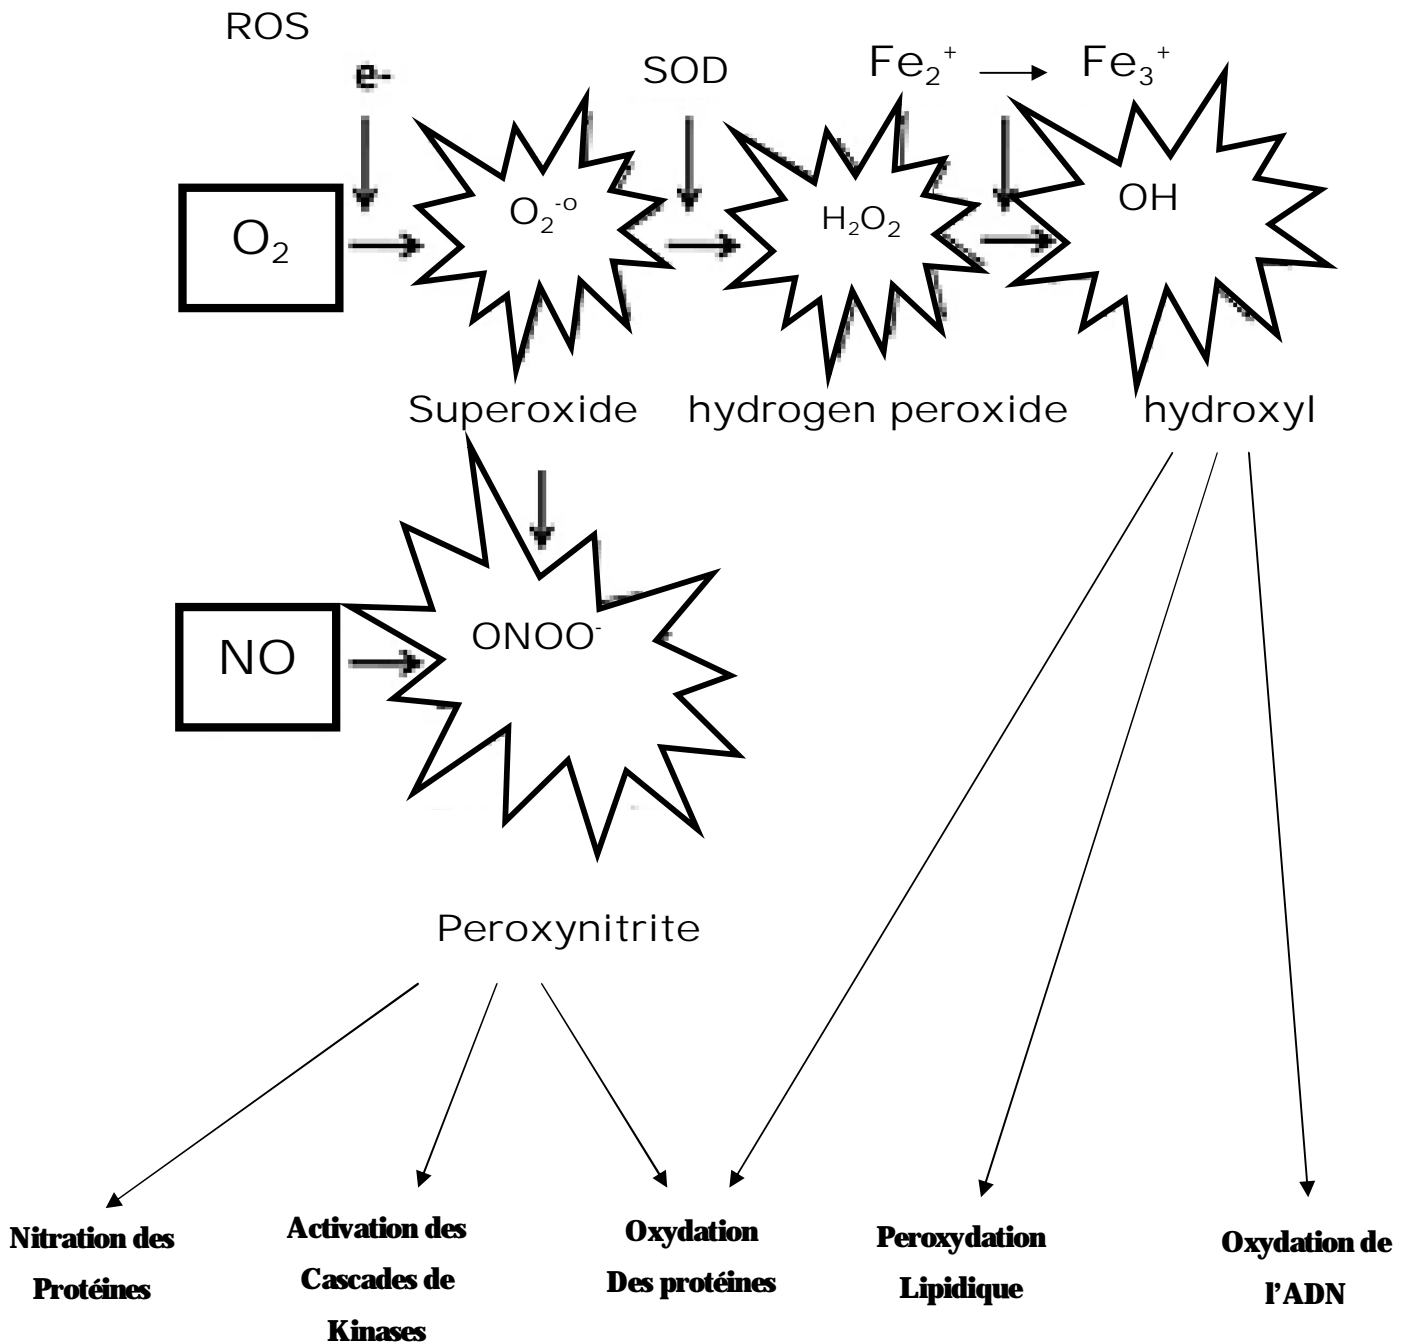 ROS
e-
SOD
Fe₂⁺ → Fe₃⁺
O₂
O₂⁻º
H₂O₂
OH
Superoxide
hydrogen peroxide
hydroxyl
NO
ONOO⁻
Peroxynitrite
Nitration des
Protéines
Activation des
Cascades de
Kinases
Oxydation
Des protéines
Peroxydation
Lipidique
Oxydation de
l'ADN